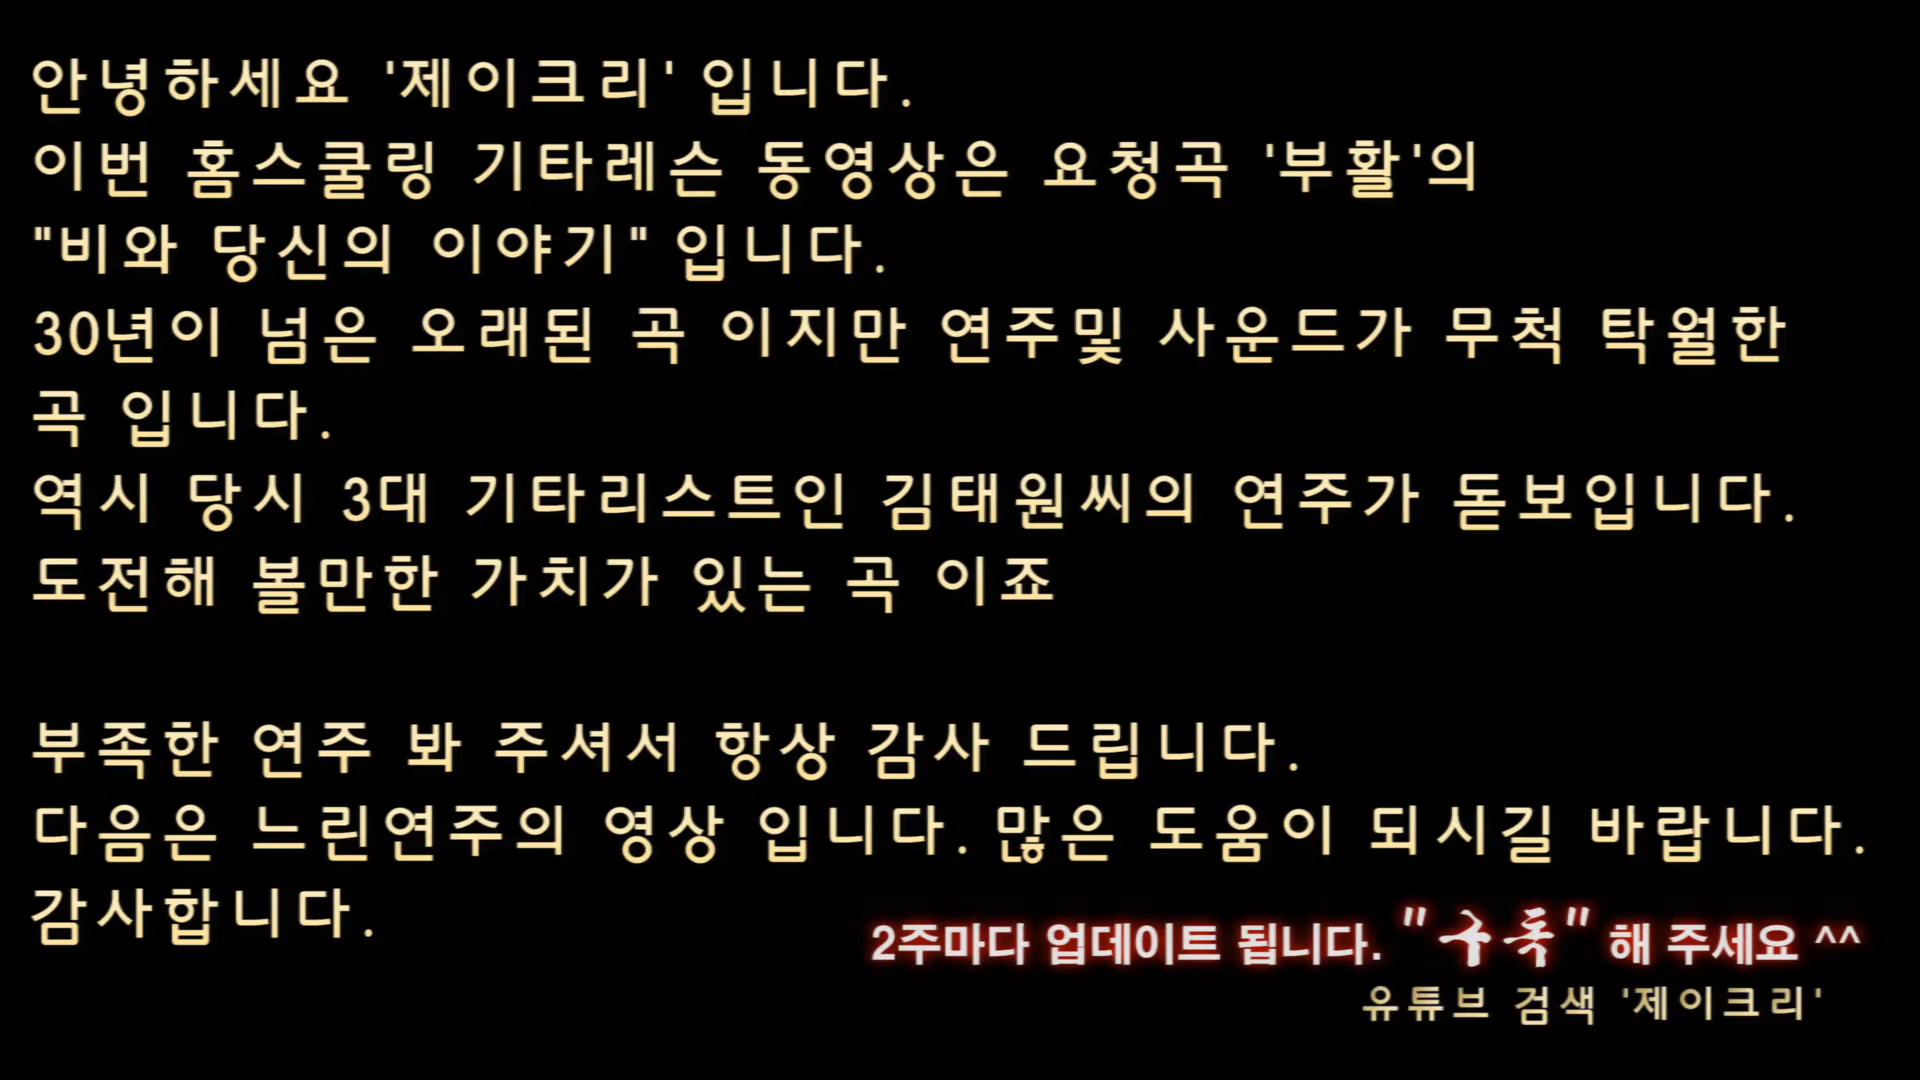 안녕하세요 '제이크리' 입니다.
이번 홈스쿨링 기타레슨 동영상은 요청곡 '부활'의
"비와 당신의 이야기" 입니다.
30년이 넘은 오래된 곡 이지만 연주및 사운드가 무척 탁월한
곡 입니다.
역시 당시 3대 기타리스트인 김태원씨의 연주가 돋보입니다.
도전해 볼만한 가치가 있는 곡 이죠
부족한 연주 봐 주셔서 항상 감사 드립니다.
다음은 느린연주의 영상 입니다. 많은 도움이 되시길 바랍니다.
감사합니다.
2주마다 업데이트 됩니다. "구독" 해 주세요 ^^
유튜브 검색 '제이크리'